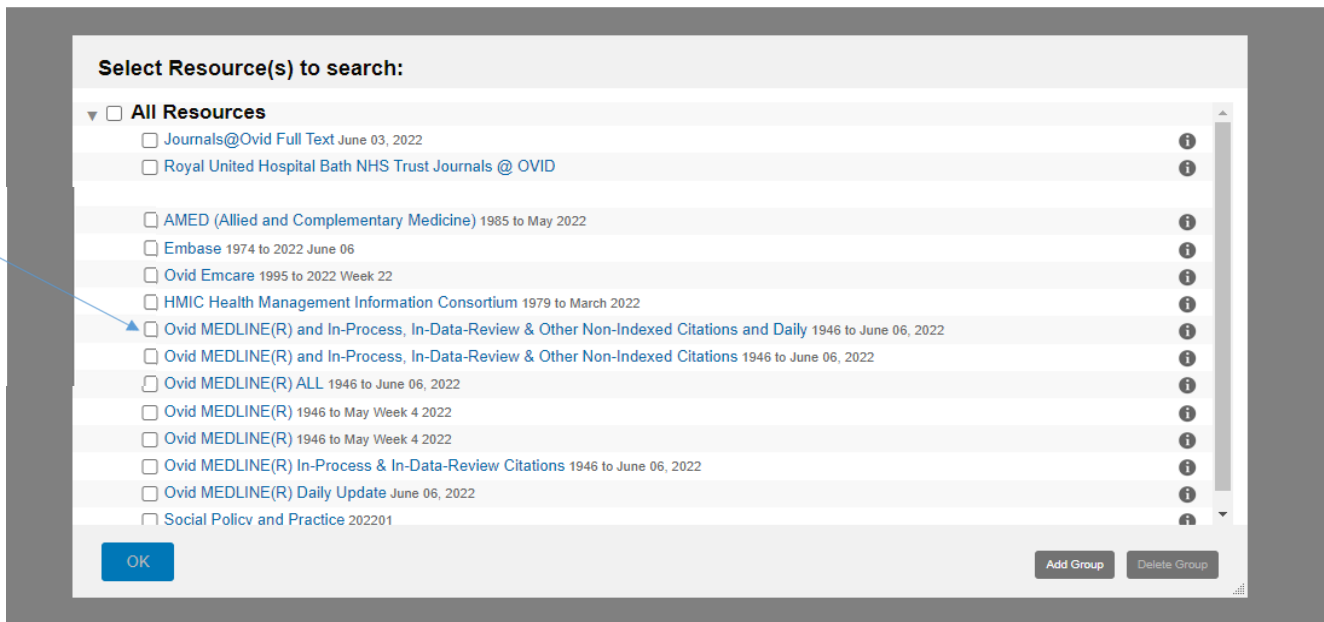 Select Resource(s) to search:
All Resources
Journals@Ovid Full Text June 03, 2022
Royal United Hospital Bath NHS Trust Journals @ OVID
AMED (Allied and Complementary Medicine) 1985 to May 2022
Embase 1974 to 2022 June 06
Ovid Emcare 1995 to 2022 Week 22
HMIC Health Management Information Consortium 1979 to March 2022
Ovid MEDLINE(R) and In-Process, In-Data-Review & Other Non-Indexed Citations and Daily 1946 to June 06, 2022
Ovid MEDLINE(R) and In-Process, In-Data-Review & Other Non-Indexed Citations 1946 to June 06, 2022
Ovid MEDLINE(R) ALL 1946 to June 06, 2022
Ovid MEDLINE(R) 1946 to May Week 4 2022
Ovid MEDLINE(R) 1946 to May Week 4 2022
Ovid MEDLINE(R) In-Process & In-Data-Review Citations 1946 to June 06, 2022
Ovid MEDLINE(R) Daily Update June 06, 2022
Social Policy and Practice 202201
OK
Add Group Delete Group